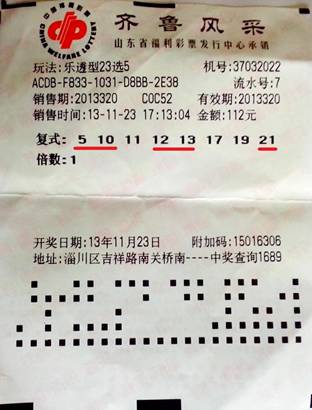 中国福利彩票
CHINA WELFARE LOTTERY
齐鲁风采
山东省福利彩票发行中心承销
玩法:乐透型23选5 机号:37032022
ACDB-F833-1031-D8BB-2E38 流水号:7
销售期:2013320 C0C52 有效期:2013320
销售时间:13-11-23 17:13:04 金额:112元
复式: 5 10 11 12 13 17 19 21
倍数:1
开奖日期:13年11月23日 附加码:15016306
地址:淄川区吉祥路南关桥南----中奖查询1689